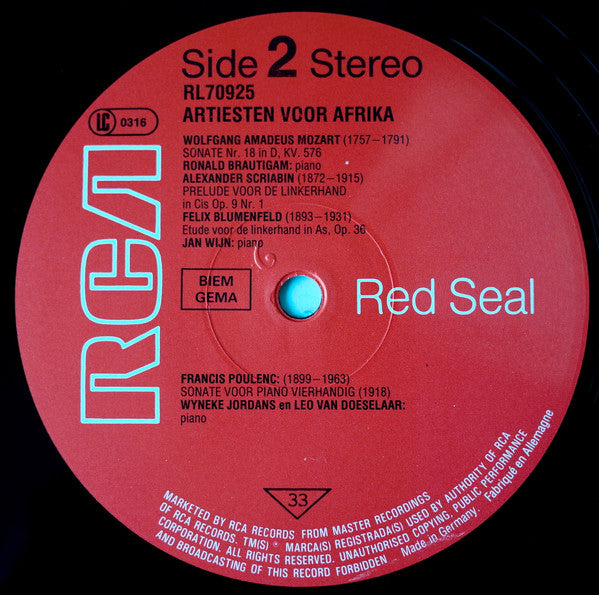 Side 2 Stereo
RL70925
LC 0316
ARTIESTEN VOOR AFRIKA
WOLFGANG AMADEUS MOZART (1757–1791)
SONATE Nr. 18 in D, KV. 576
RONALD BRAUTIGAM: piano
ALEXANDER SCRIABIN (1872–1915)
PRELUDE VOOR DE LINKERHAND
in Cis Op. 9 Nr. 1
FELIX BLUMENFELD (1893–1931)
Etude voor de linkerhand in As, Op. 36
JAN WIJN: piano
RCA
BIEM
GEMA
Red Seal
FRANCIS POULENC: (1899–1963)
SONATE VOOR PIANO VIERHANDIG (1918)
WYNEKE JORDANS en LEO VAN DOESELAAR:
piano
33
MARKETED BY RCA RECORDS FROM MASTER RECORDINGS
OF RCA RECORDS. TM(S) ® MARCA(S) REGISTRADA(S) USED BY AUTHORITY OF RCA
CORPORATION. ALL RIGHTS RESERVED. UNAUTHORISED COPYING, PUBLIC PERFORMANCE
AND BROADCASTING OF THIS RECORD FORBIDDEN
Made in Germany. Fabriqué en Allemagne